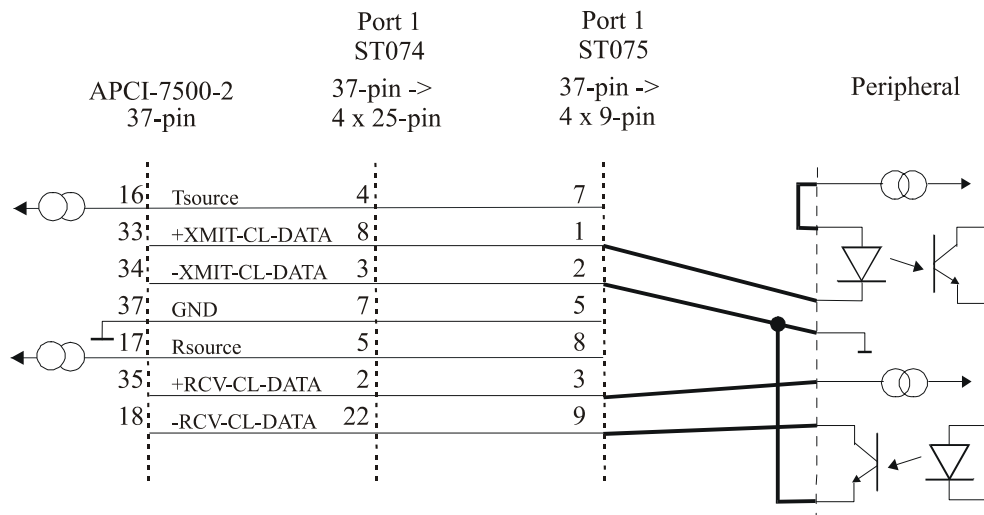 Port 1
ST074
37-pin ->
4 x 25-pin
Port 1
ST075
37-pin ->
4 x 9-pin
APCI-7500-2
37-pin
Peripheral
16 Tsource 4 7
33 +XMIT-CL-DATA 8 1
34 -XMIT-CL-DATA 3 2
37 GND 7 5
17 Rsource 5 8
35 +RCV-CL-DATA 2 3
18 -RCV-CL-DATA 22 9